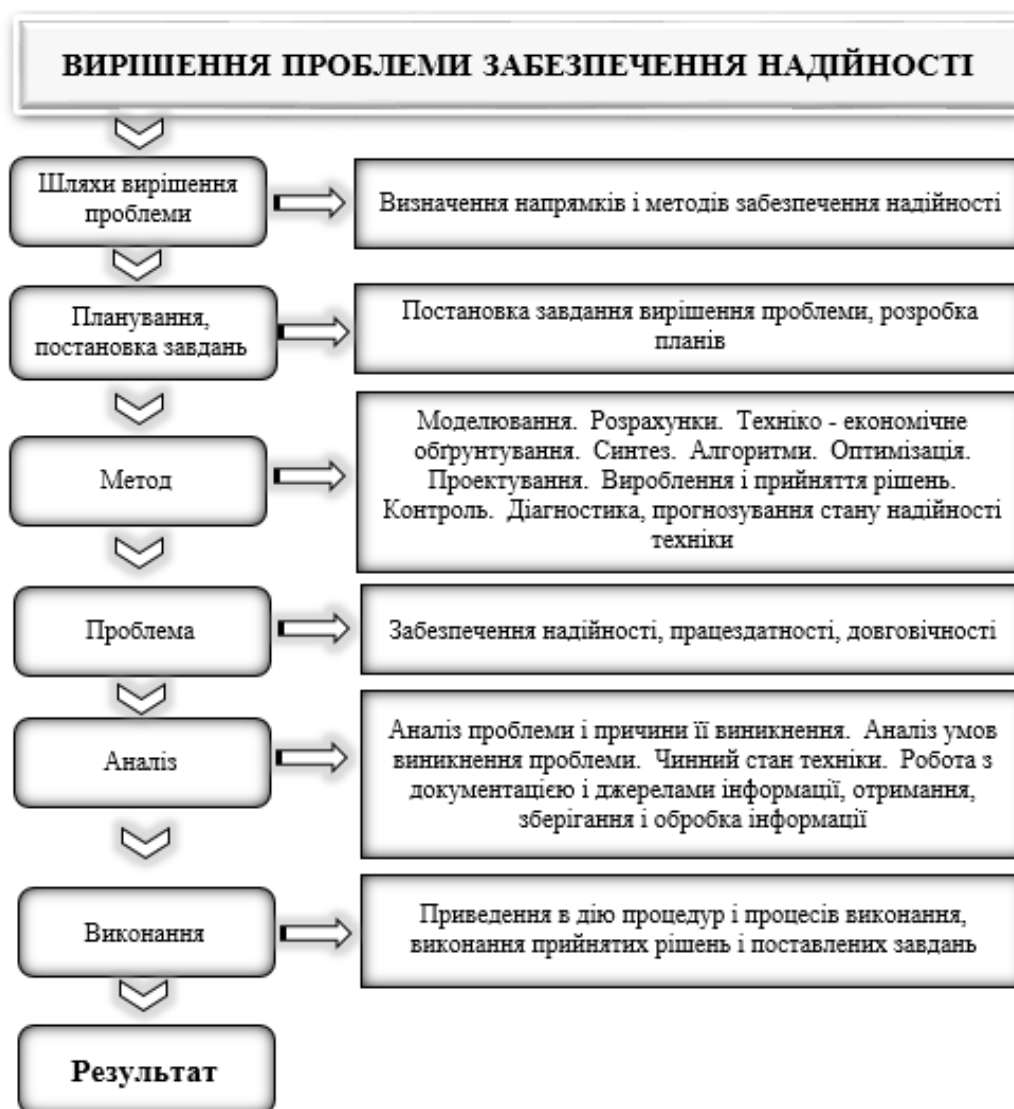 ВИРІШЕННЯ ПРОБЛЕМИ ЗАБЕЗПЕЧЕННЯ НАДІЙНОСТІ
Шляхи вирішення
проблеми
Визначення напрямків і методів забезпечення надійності
Планування,
постановка завдань
Постановка завдання вирішення проблеми, розробка
планів
Метод
Моделювання. Розрахунки. Техніко - економічне
обґрунтування. Синтез. Алгоритми. Оптимізація.
Проектування. Вироблення і прийняття рішень.
Контроль. Діагностика, прогнозування стану надійності
техніки
Проблема
Забезпечення надійності, працездатності, довговічності
Аналіз
Аналіз проблеми і причини її виникнення. Аналіз умов
виникнення проблеми. Чинний стан техніки. Робота з
документацією і джерелами інформації, отримання,
зберігання і обробка інформації
Виконання
Приведення в дію процедур і процесів виконання,
виконання прийнятих рішень і поставлених завдань
Результат